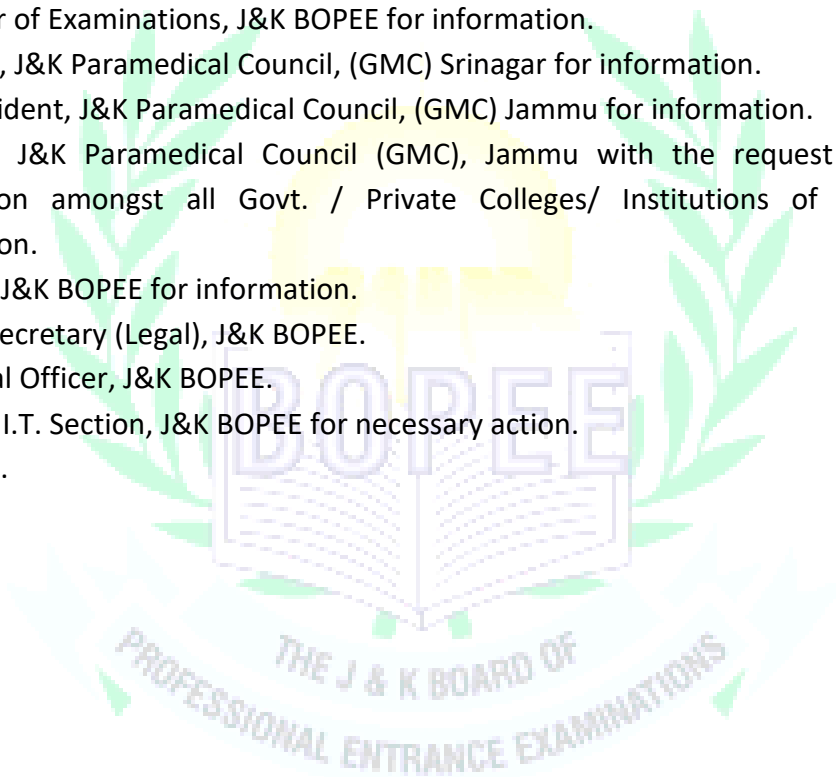 r of Examinations, J&K BOPEE for information.
, J&K Paramedical Council, (GMC) Srinagar for information.
ident, J&K Paramedical Council, (GMC) Jammu for information.
J&K Paramedical Council (GMC), Jammu with the request
on amongst all Govt. / Private Colleges/ Institutions of
on.
J&K BOPEE for information.
ecretary (Legal), J&K BOPEE.
al Officer, J&K BOPEE.
I.T. Section, J&K BOPEE for necessary action.
.
BOPEE
THE J & K BOARD OF
PROFESSIONAL ENTRANCE EXAMINATIONS